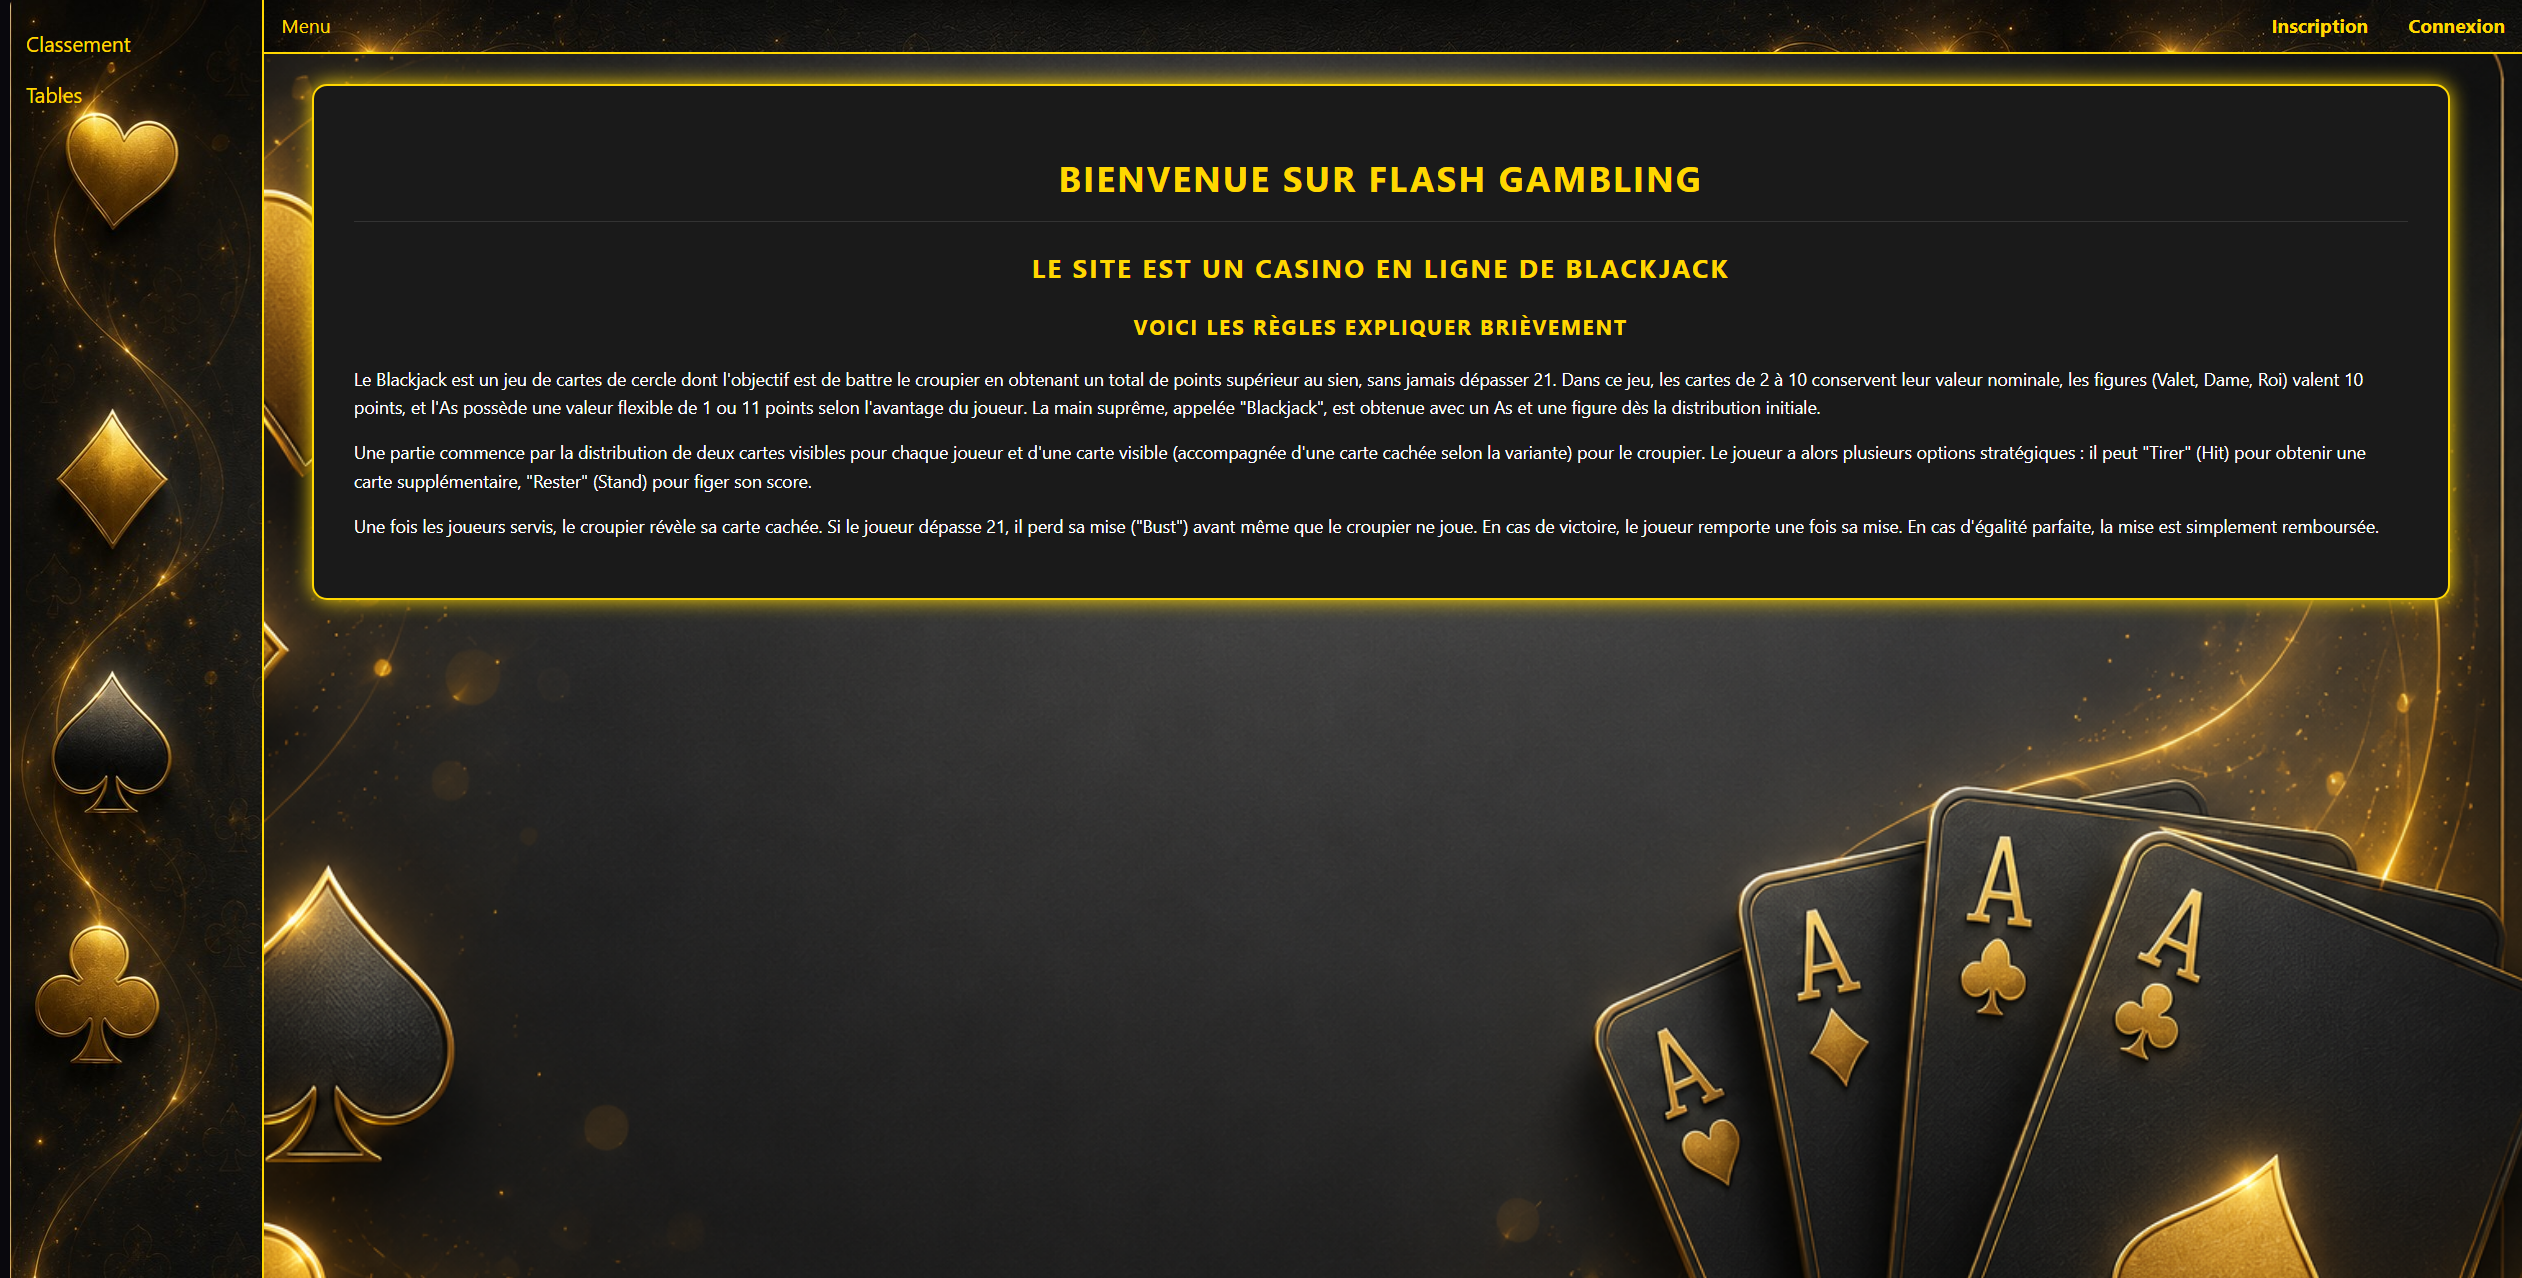 Classement
Tables
Menu
Inscription
Connexion
BIENVENUE SUR FLASH GAMBLING
LE SITE EST UN CASINO EN LIGNE DE BLACKJACK
VOICI LES RÈGLES EXPLIQUER BRIÈVEMENT
Le Blackjack est un jeu de cartes de cercle dont l'objectif est de battre le croupier en obtenant un total de points supérieur au sien, sans jamais dépasser 21. Dans ce jeu, les cartes de 2 à 10 conservent leur valeur nominale, les figures (Valet, Dame, Roi) valent 10
points, et l'As possède une valeur flexible de 1 ou 11 points selon l'avantage du joueur. La main suprême, appelée "Blackjack", est obtenue avec un As et une figure dès la distribution initiale.
Une partie commence par la distribution de deux cartes visibles pour chaque joueur et d'une carte visible (accompagnée d'une carte cachée selon la variante) pour le croupier. Le joueur a alors plusieurs options stratégiques : il peut "Tirer" (Hit) pour obtenir une
carte supplémentaire, "Rester" (Stand) pour figer son score.
Une fois les joueurs servis, le croupier révèle sa carte cachée. Si le joueur dépasse 21, il perd sa mise ("Bust") avant même que le croupier ne joue. En cas de victoire, le joueur remporte une fois sa mise. En cas d'égalité parfaite, la mise est simplement remboursée.
A
A
A
A